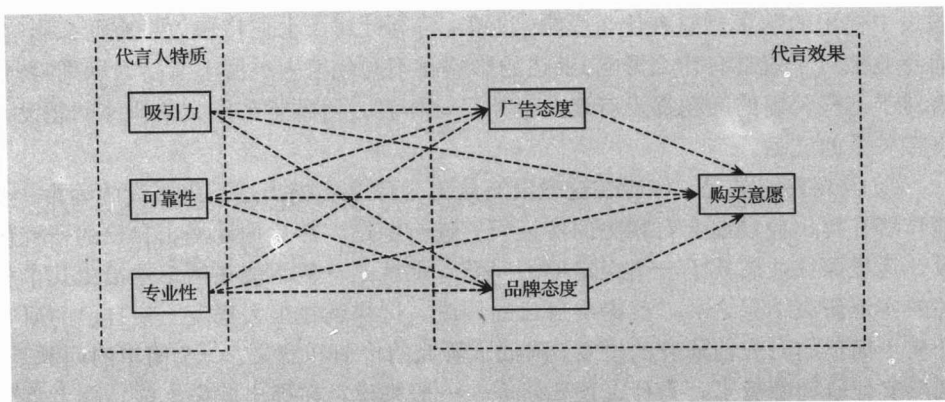 代言人特质
代言效果
吸引力
广告态度
可靠性
购买意愿
专业性
品牌态度